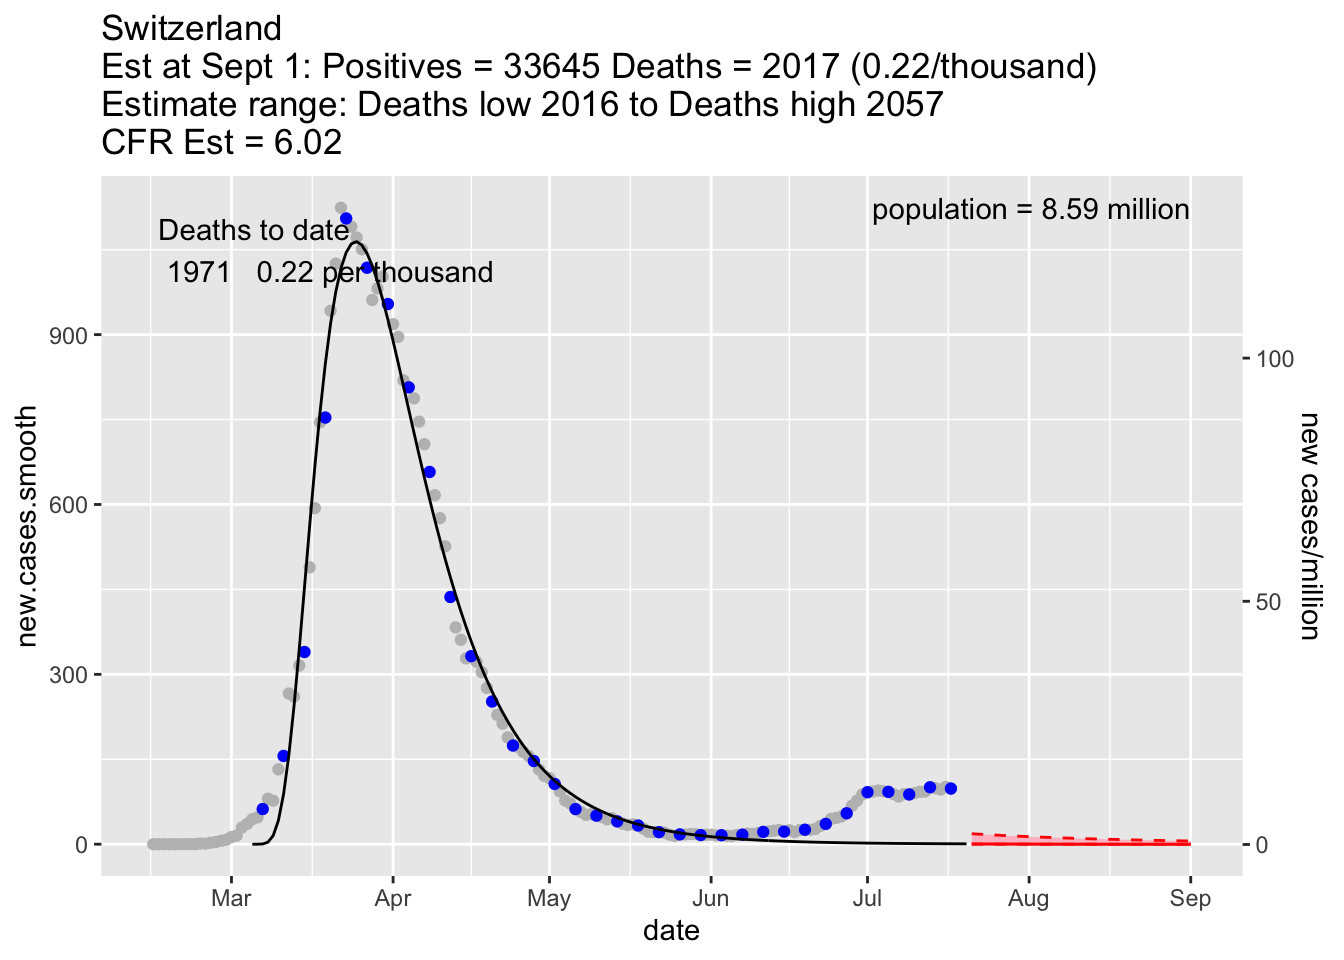 Switzerland
Est at Sept 1: Positives = 33645 Deaths = 2017 (0.22/thousand)
Estimate range: Deaths low 2016 to Deaths high 2057
CFR Est = 6.02
population = 8.59 million
Deaths to date
1971 0.22 per thousand
new.cases.smooth
900
600
300
0
100
50
0
new cases/million
Mar Apr May Jun Jul Aug Sep
date